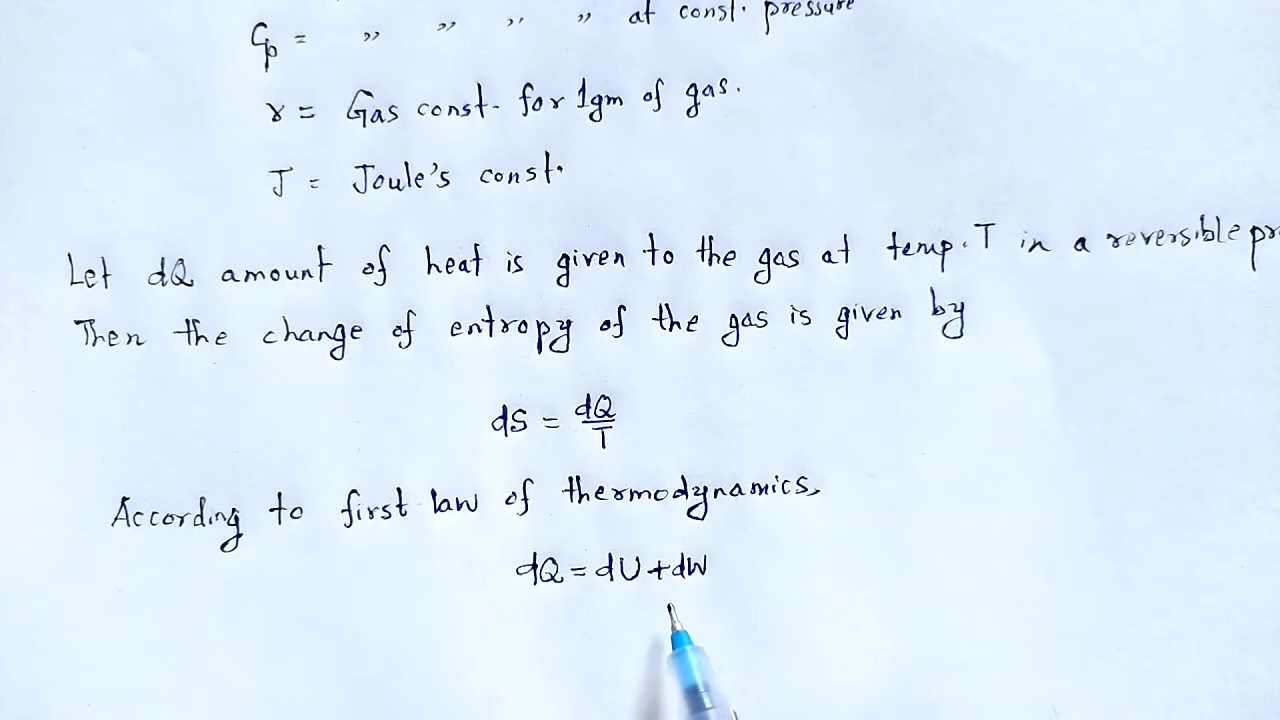 Cp = ,, ,, ,, ,, at const. pressure
r = Gas const. for 1gm of gas.
J = Joule's const.
Let dQ amount of heat is given to the gas at temp. T in a reversible pr
Then the change of entropy of the gas is given by
dS = dQ/T
According to first law of thermodynamics,
dQ = dU + dW